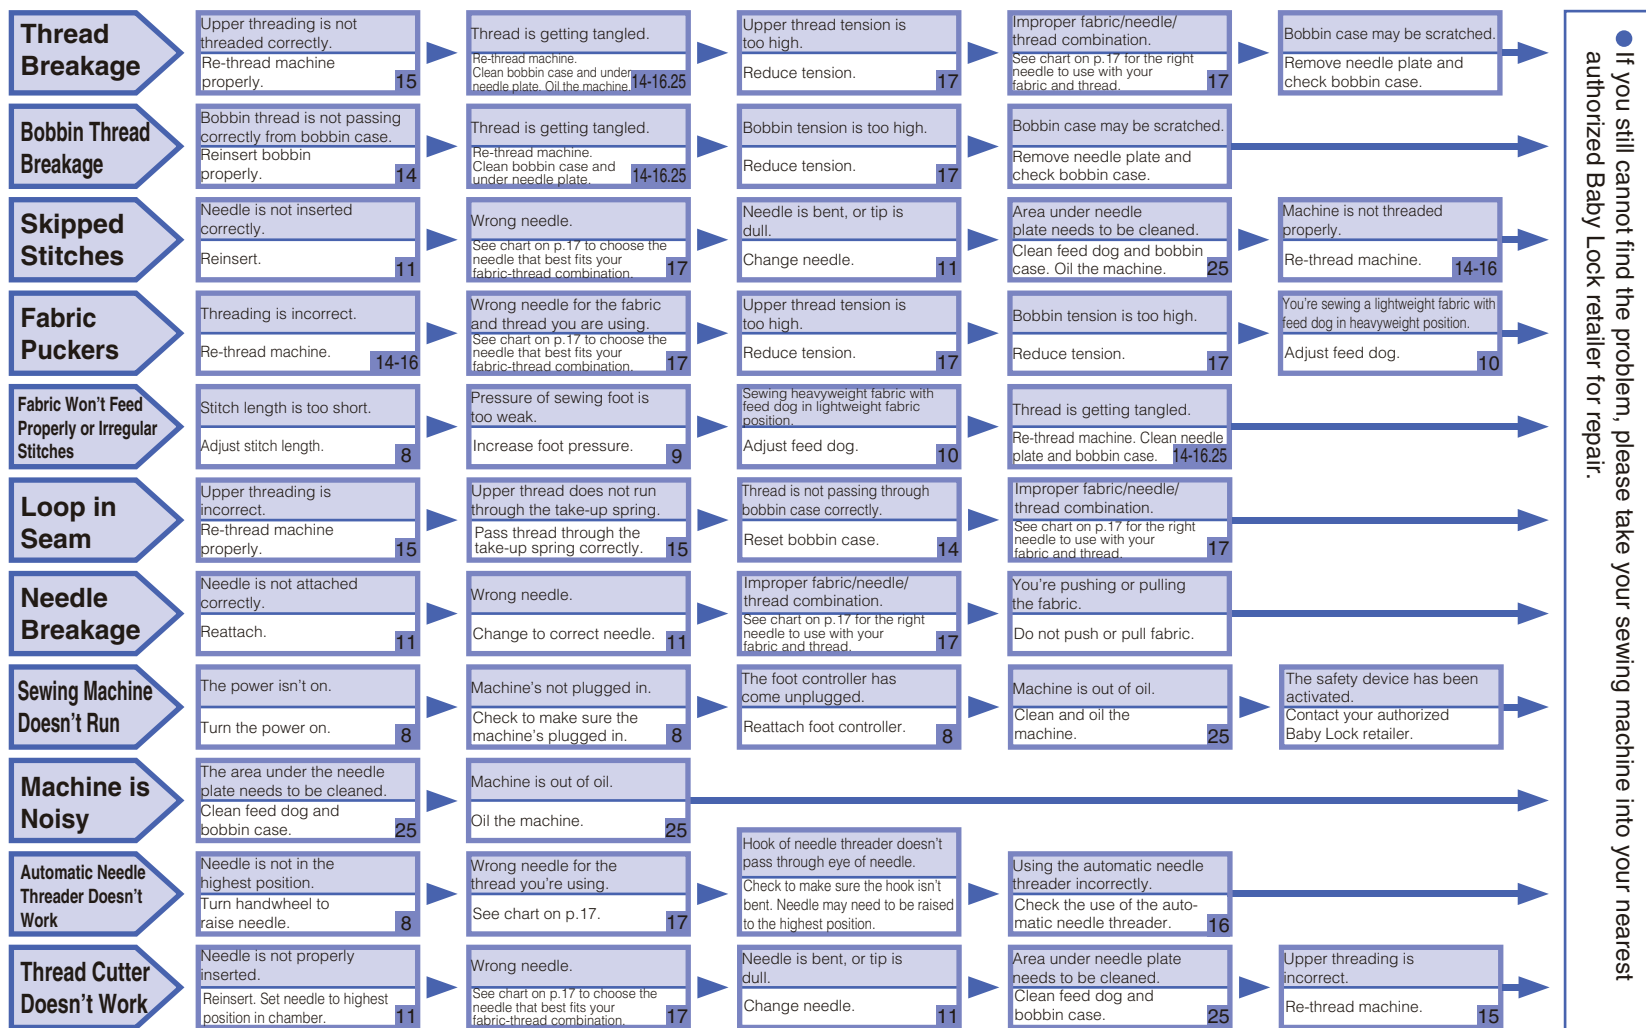 Thread
Breakage
Upper threading is not
threaded correctly.
Re-thread machine
properly.
15
Thread is getting tangled.
Re-thread machine.
Clean bobbin case and under
needle plate. Oil the machine.
14-16.25
Upper thread tension is
too high.
Reduce tension.
17
Improper fabric/needle/
thread combination.
See chart on p.17 for the right
needle to use with your
fabric and thread.
17
Bobbin case may be scratched.
Remove needle plate and
check bobbin case.
Bobbin Thread
Breakage
Bobbin thread is not passing
correctly from bobbin case.
Reinsert bobbin
properly.
14
Thread is getting tangled.
Re-thread machine.
Clean bobbin case and
under needle plate.
14-16.25
Bobbin tension is too high.
Reduce tension.
17
Bobbin case may be scratched.
Remove needle plate and
check bobbin case.
Skipped
Stitches
Needle is not inserted
correctly.
Reinsert.
11
Wrong needle.
See chart on p.17 to choose the
needle that best fits your
fabric-thread combination.
17
Needle is bent, or tip is
dull.
Change needle.
11
Area under needle
plate needs to be cleaned.
Clean feed dog and bobbin
case. Oil the machine.
25
Machine is not threaded
properly.
Re-thread machine.
14-16
Fabric
Puckers
Threading is incorrect.
Re-thread machine.
14-16
Wrong needle for the fabric
and thread you are using.
See chart on p.17 to choose the
needle that best fits your
fabric-thread combination.
17
Upper thread tension is
too high.
Reduce tension.
17
Bobbin tension is too high.
Reduce tension.
17
You're sewing a lightweight fabric with
feed dog in heavyweight position.
Adjust feed dog.
10
Fabric Won't Feed
Properly or Irregular
Stitches
Stitch length is too short.
Adjust stitch length.
8
Pressure of sewing foot is
too weak.
Increase foot pressure.
9
Sewing heavyweight fabric with
feed dog in lightweight fabric
position.
Adjust feed dog.
10
Thread is getting tangled.
Re-thread machine. Clean needle
plate and bobbin case.
14-16.25
Loop in
Seam
Upper threading is
incorrect.
Re-thread machine
properly.
15
Upper thread does not run
through the take-up spring.
Pass thread through the
take-up spring correctly.
15
Thread is not passing through
bobbin case correctly.
Reset bobbin case.
14
Improper fabric/needle/
thread combination.
See chart on p.17 for the right
needle to use with your
fabric and thread.
17
Needle
Breakage
Needle is not attached
correctly.
Reattach.
11
Wrong needle.
Change to correct needle.
11
Improper fabric/needle/
thread combination.
See chart on p.17 for the right
needle to use with your
fabric and thread.
17
You're pushing or pulling
the fabric.
Do not push or pull fabric.
Sewing Machine
Doesn't Run
The power isn't on.
Turn the power on.
8
Machine's not plugged in.
Check to make sure the
machine's plugged in.
8
The foot controller has
come unplugged.
Reattach foot controller.
8
Machine is out of oil.
Clean and oil the
machine.
25
The safety device has been
activated.
Contact your authorized
Baby Lock retailer.
Machine is
Noisy
The area under the needle
plate needs to be cleaned.
Clean feed dog and
bobbin case.
25
Machine is out of oil.
Oil the machine.
25
Automatic Needle
Threader Doesn't
Work
Needle is not in the
highest position.
Turn handwheel to
raise needle.
8
Wrong needle for the
thread you're using.
See chart on p.17.
17
Hook of needle threader doesn't
pass through eye of needle.
Check to make sure the hook isn't
bent. Needle may need to be raised
to the highest position.
Using the automatic needle
threader incorrectly.
Check the use of the auto-
matic needle threader.
16
Thread Cutter
Doesn't Work
Needle is not properly
inserted.
Reinsert. Set needle to highest
position in chamber.
11
Wrong needle.
See chart on p.17 to choose the
needle that best fits your
fabric-thread combination.
17
Needle is bent, or tip is
dull.
Change needle.
11
Area under needle plate
needs to be cleaned.
Clean feed dog and
bobbin case.
25
Upper threading is
incorrect.
Re-thread machine.
15
● If you still cannot find the problem, please take your sewing machine into your nearest
authorized Baby Lock retailer for repair.